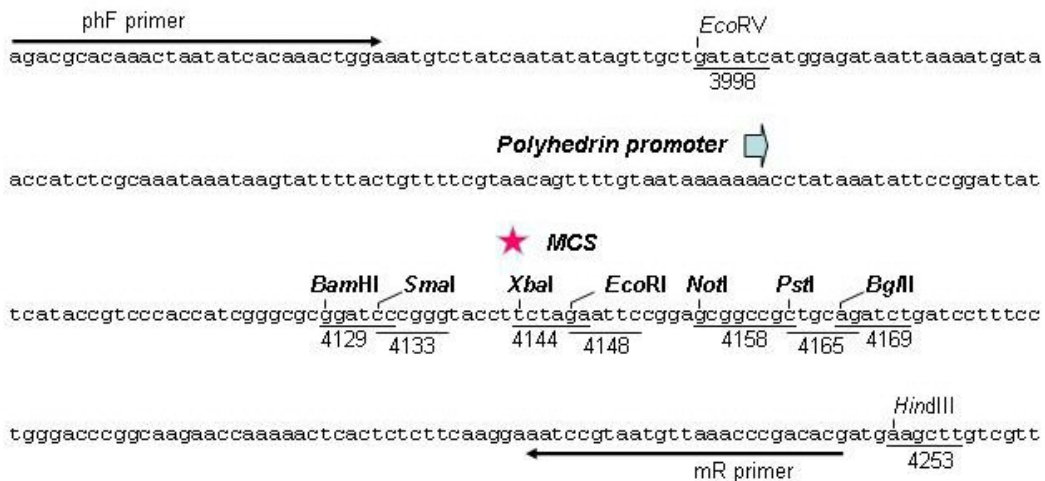 phF primer
EcoRV
agacgcacaaactaatatcacaaactggaaatgtctatcaatatatagttgctgatatcatggagataattaaaatgata
3998
Polyhedrin promoter
accatctcgcaaataaataagtattttactgttttcgtaacagttttgtaataaaaaaacctataaatattccggattat
MCS
BamHI SmaI XbaI EcoRI NotI PstI BglII
tcataccgtcccaccatcgggcgcggatcccgggtaccttctagaattccggagcggccgctgcagatctgatcctttcc
4129 4133 4144 4148 4158 4165 4169
HindIII
tgggacccggcaagaaccaaaaactcactctcttcaaggaaatccgtaatgttaaacccgacacgatgaagcttgtcgtt
mR primer 4253